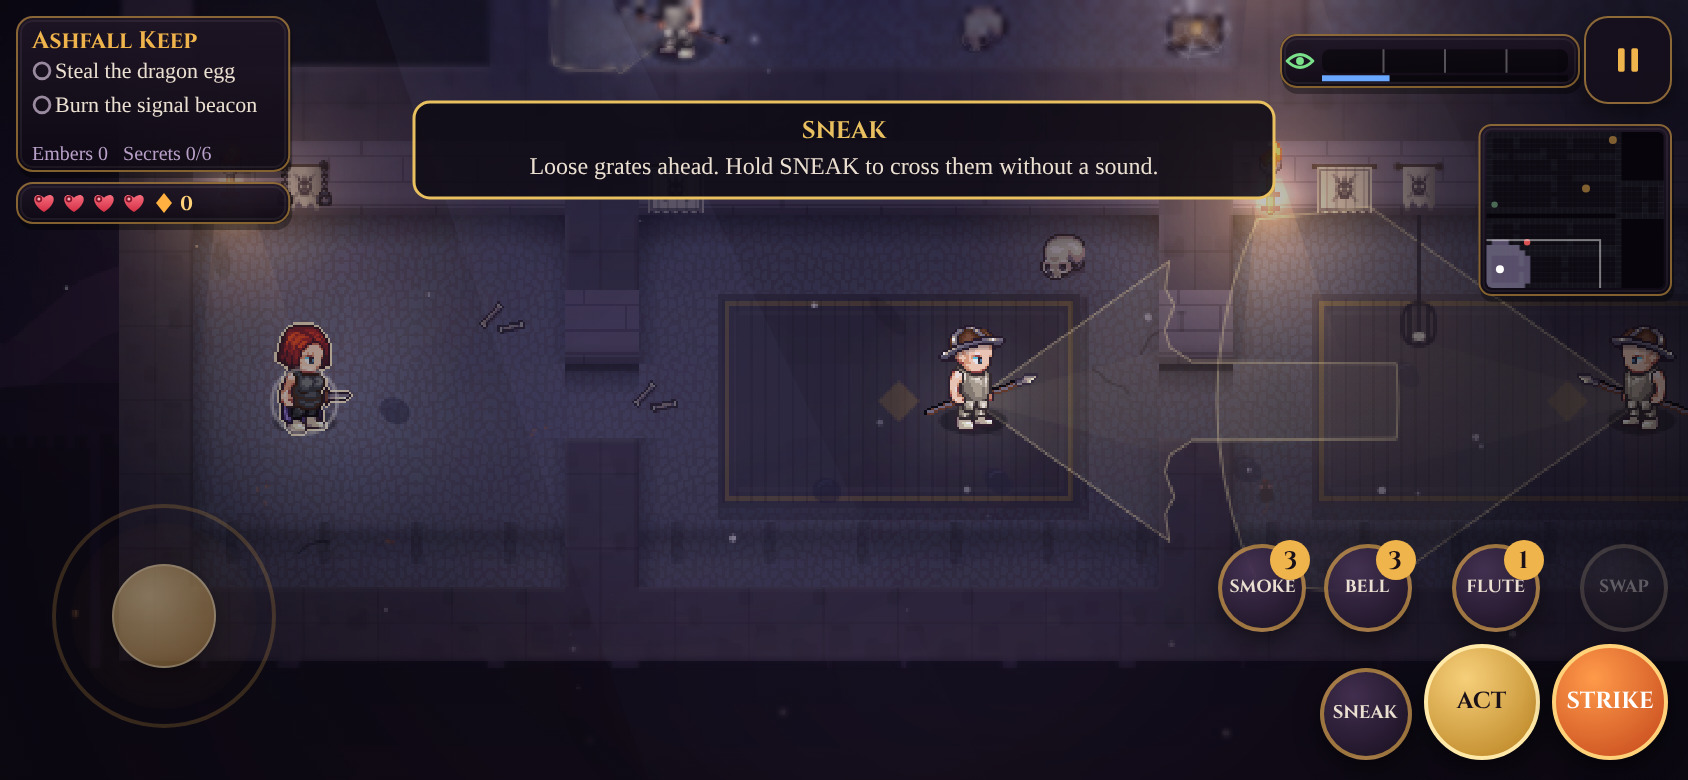 ASHFALL KEEP
Steal the dragon egg
Burn the signal beacon
Embers 0 Secrets 0/6
0
SNEAK
Loose grates ahead. Hold SNEAK to cross them without a sound.
3
3
1
SMOKE
BELL
FLUTE
SWAP
SNEAK
ACT
STRIKE